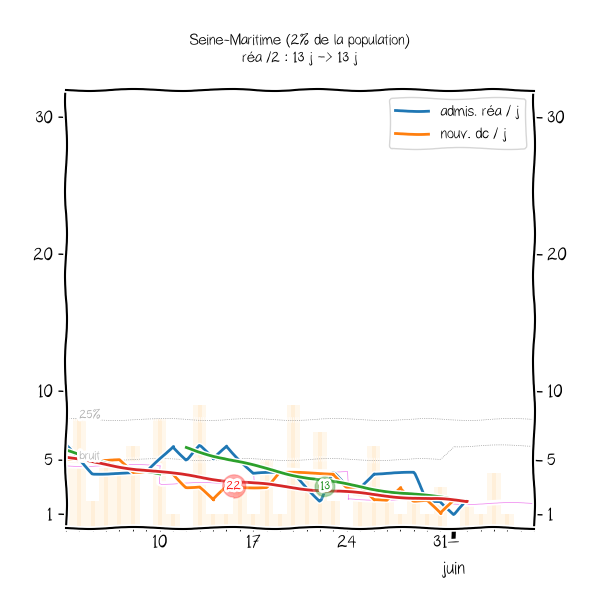 Seine-Maritime (2% de la population)
réa /2 : 13 j -> 13 j
admis. réa / j
nouv. dc / j
30
30
20
20
10
10
25%
5
bruit
5
22
13
1
1
10
17
24
31
juin